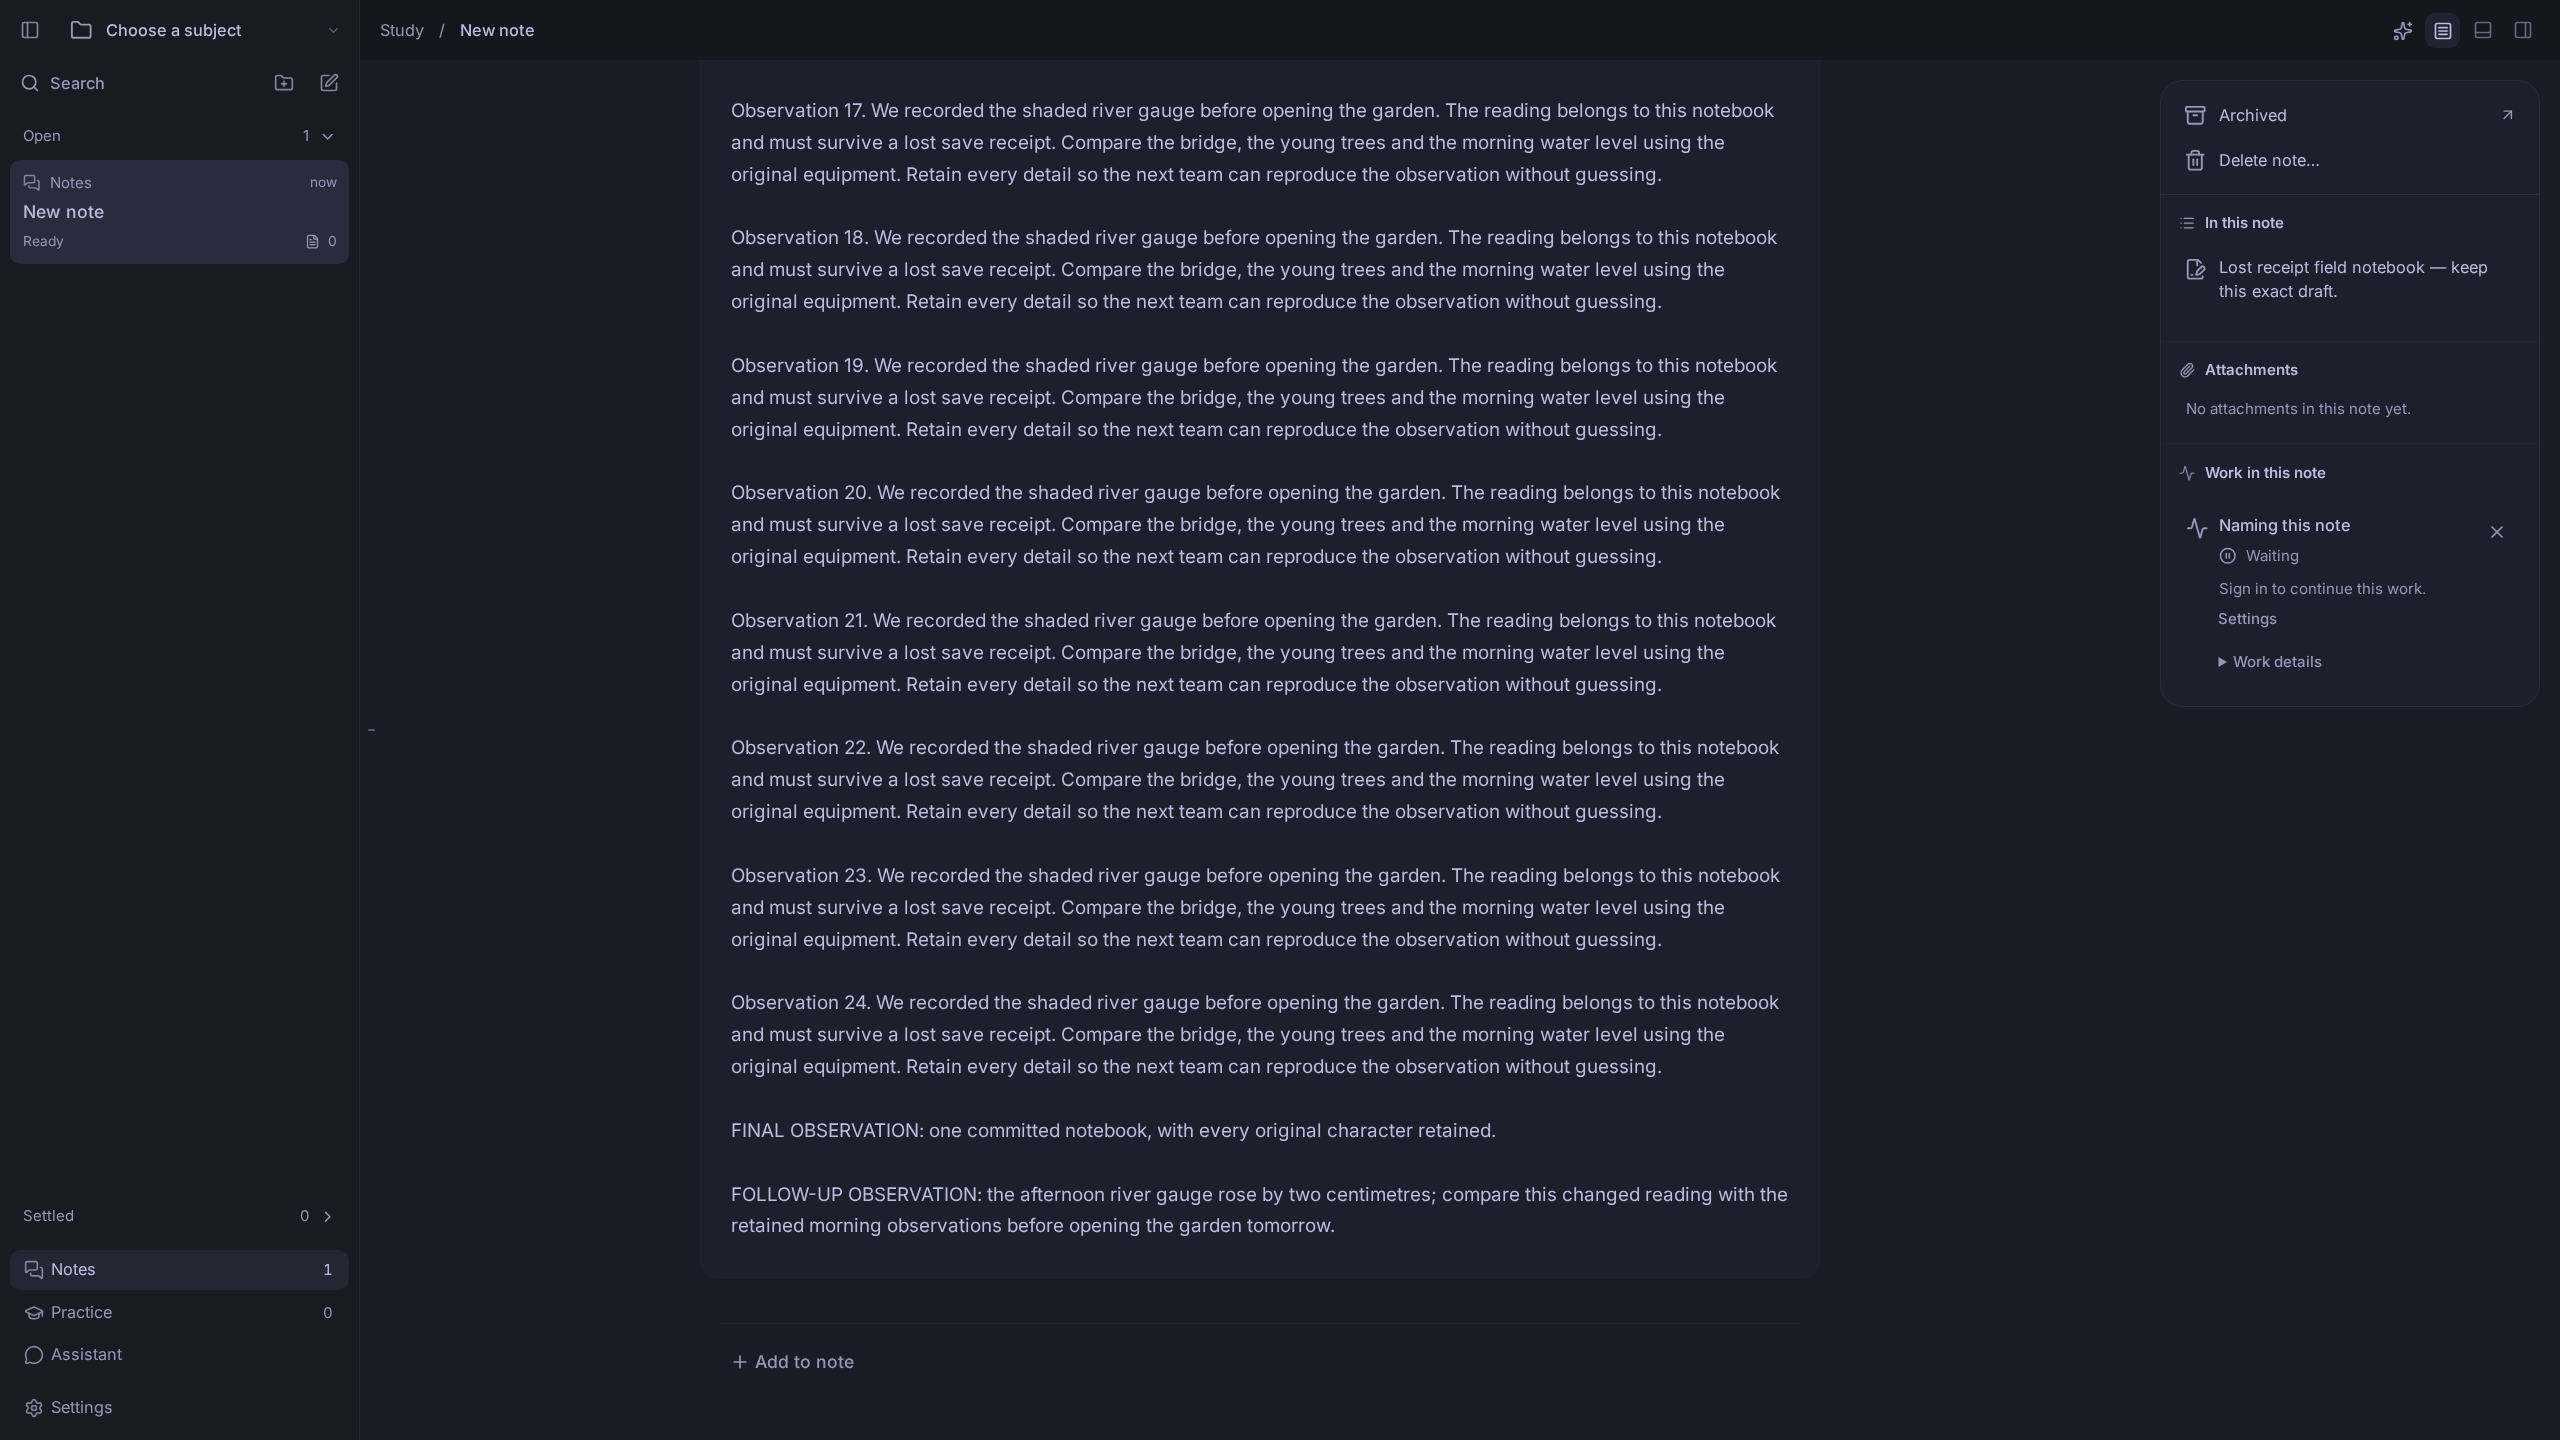 Choose a subject
Search
Open 1
Notes now
New note
Ready 0
Settled 0
Notes 1
Practice 0
Assistant
Settings
Study / New note
Observation 17. We recorded the shaded river gauge before opening the garden. The reading belongs to this notebook
and must survive a lost save receipt. Compare the bridge, the young trees and the morning water level using the
original equipment. Retain every detail so the next team can reproduce the observation without guessing.
Observation 18. We recorded the shaded river gauge before opening the garden. The reading belongs to this notebook
and must survive a lost save receipt. Compare the bridge, the young trees and the morning water level using the
original equipment. Retain every detail so the next team can reproduce the observation without guessing.
Observation 19. We recorded the shaded river gauge before opening the garden. The reading belongs to this notebook
and must survive a lost save receipt. Compare the bridge, the young trees and the morning water level using the
original equipment. Retain every detail so the next team can reproduce the observation without guessing.
Observation 20. We recorded the shaded river gauge before opening the garden. The reading belongs to this notebook
and must survive a lost save receipt. Compare the bridge, the young trees and the morning water level using the
original equipment. Retain every detail so the next team can reproduce the observation without guessing.
Observation 21. We recorded the shaded river gauge before opening the garden. The reading belongs to this notebook
and must survive a lost save receipt. Compare the bridge, the young trees and the morning water level using the
original equipment. Retain every detail so the next team can reproduce the observation without guessing.
Observation 22. We recorded the shaded river gauge before opening the garden. The reading belongs to this notebook
and must survive a lost save receipt. Compare the bridge, the young trees and the morning water level using the
original equipment. Retain every detail so the next team can reproduce the observation without guessing.
Observation 23. We recorded the shaded river gauge before opening the garden. The reading belongs to this notebook
and must survive a lost save receipt. Compare the bridge, the young trees and the morning water level using the
original equipment. Retain every detail so the next team can reproduce the observation without guessing.
Observation 24. We recorded the shaded river gauge before opening the garden. The reading belongs to this notebook
and must survive a lost save receipt. Compare the bridge, the young trees and the morning water level using the
original equipment. Retain every detail so the next team can reproduce the observation without guessing.
FINAL OBSERVATION: one committed notebook, with every original character retained.
FOLLOW-UP OBSERVATION: the afternoon river gauge rose by two centimetres; compare this changed reading with the
retained morning observations before opening the garden tomorrow.
Add to note
Archived
Delete note...
In this note
Lost receipt field notebook — keep
this exact draft.
Attachments
No attachments in this note yet.
Work in this note
Naming this note
Waiting
Sign in to continue this work.
Settings
Work details